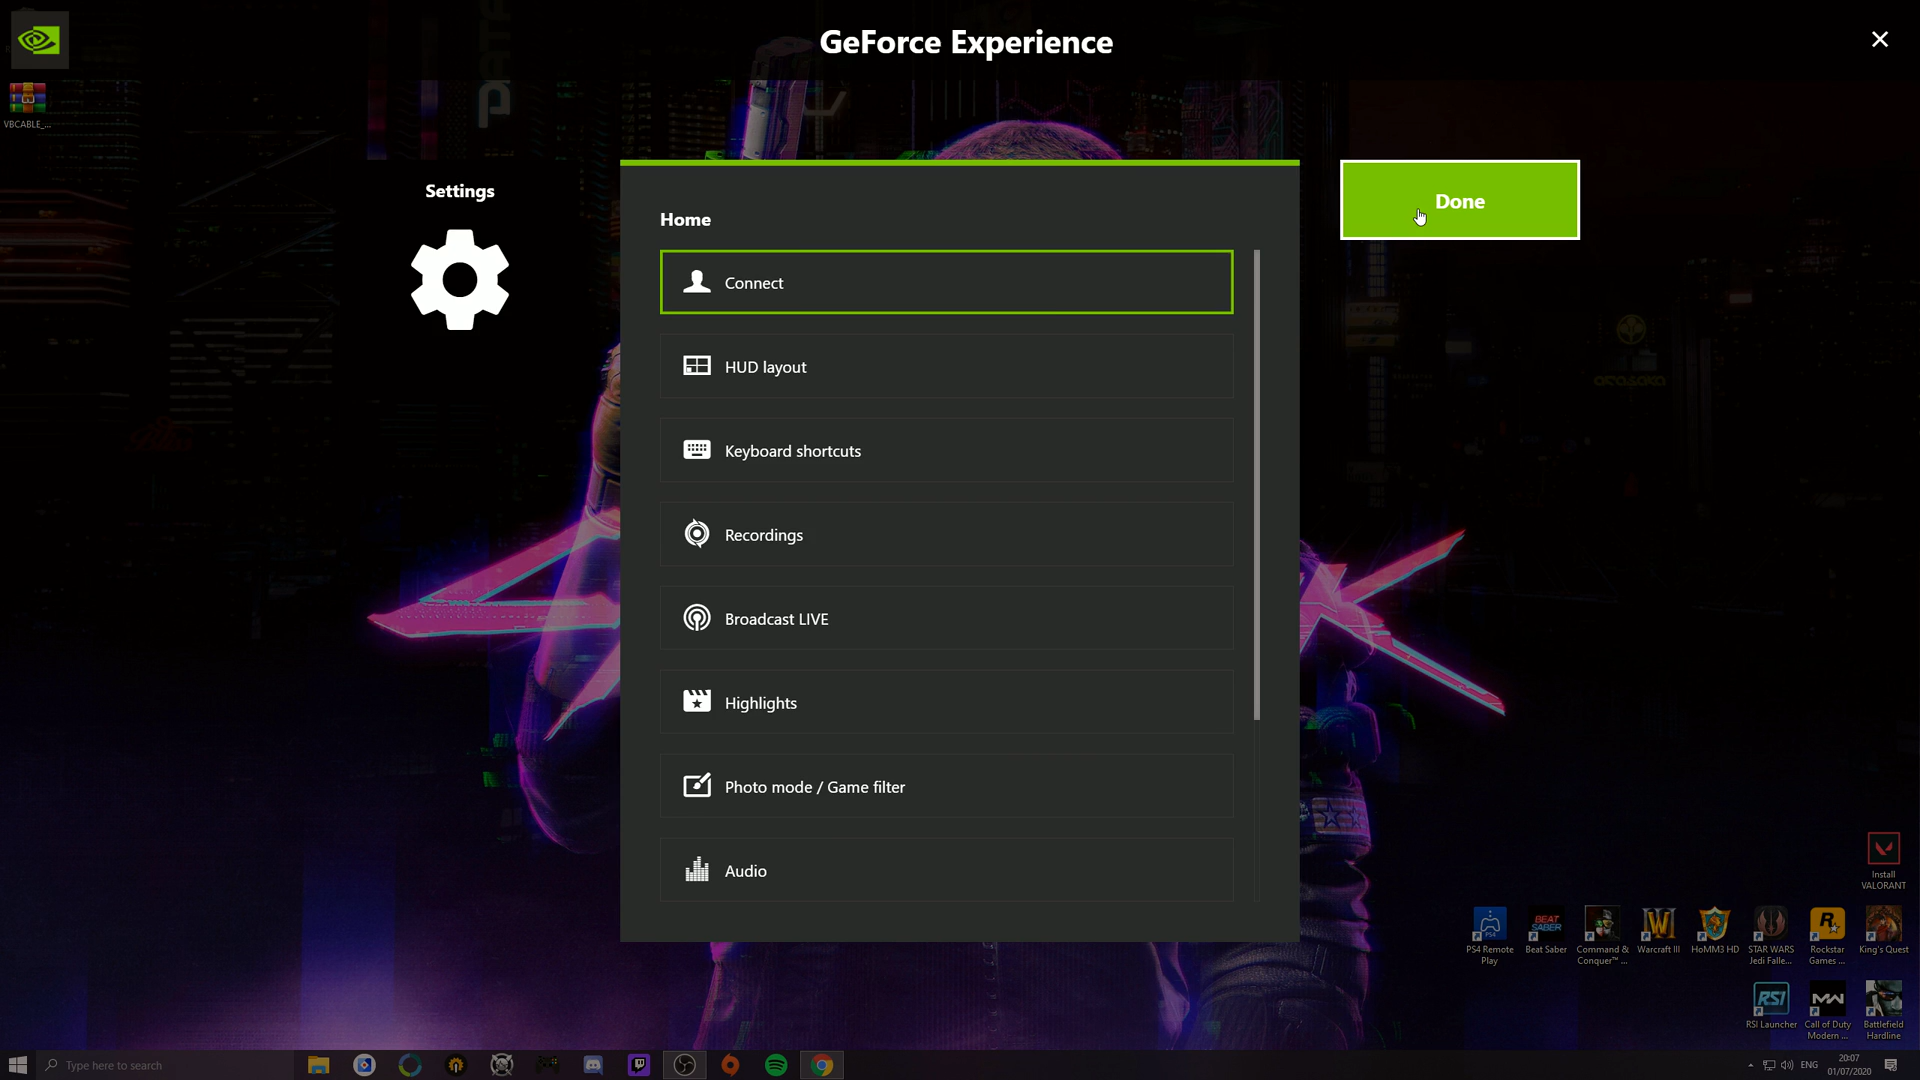 GeForce Experience
VBCABLE_...
Settings
Home
Done
Connect
HUD layout
Keyboard shortcuts
Recordings
Broadcast LIVE
Highlights
Photo mode / Game filter
Audio
Install
VALORANT
PS4 Remote
Play
Beat Saber
Command &
Conquer™ ...
Warcraft III
HoMM3 HD
STAR WARS
Jedi Falle...
Rockstar
Games ...
King's Quest
RSI Launcher
Call of Duty
Modern ...
Battlefield
Hardline
Type here to search
ENG
20:07
01/07/2020